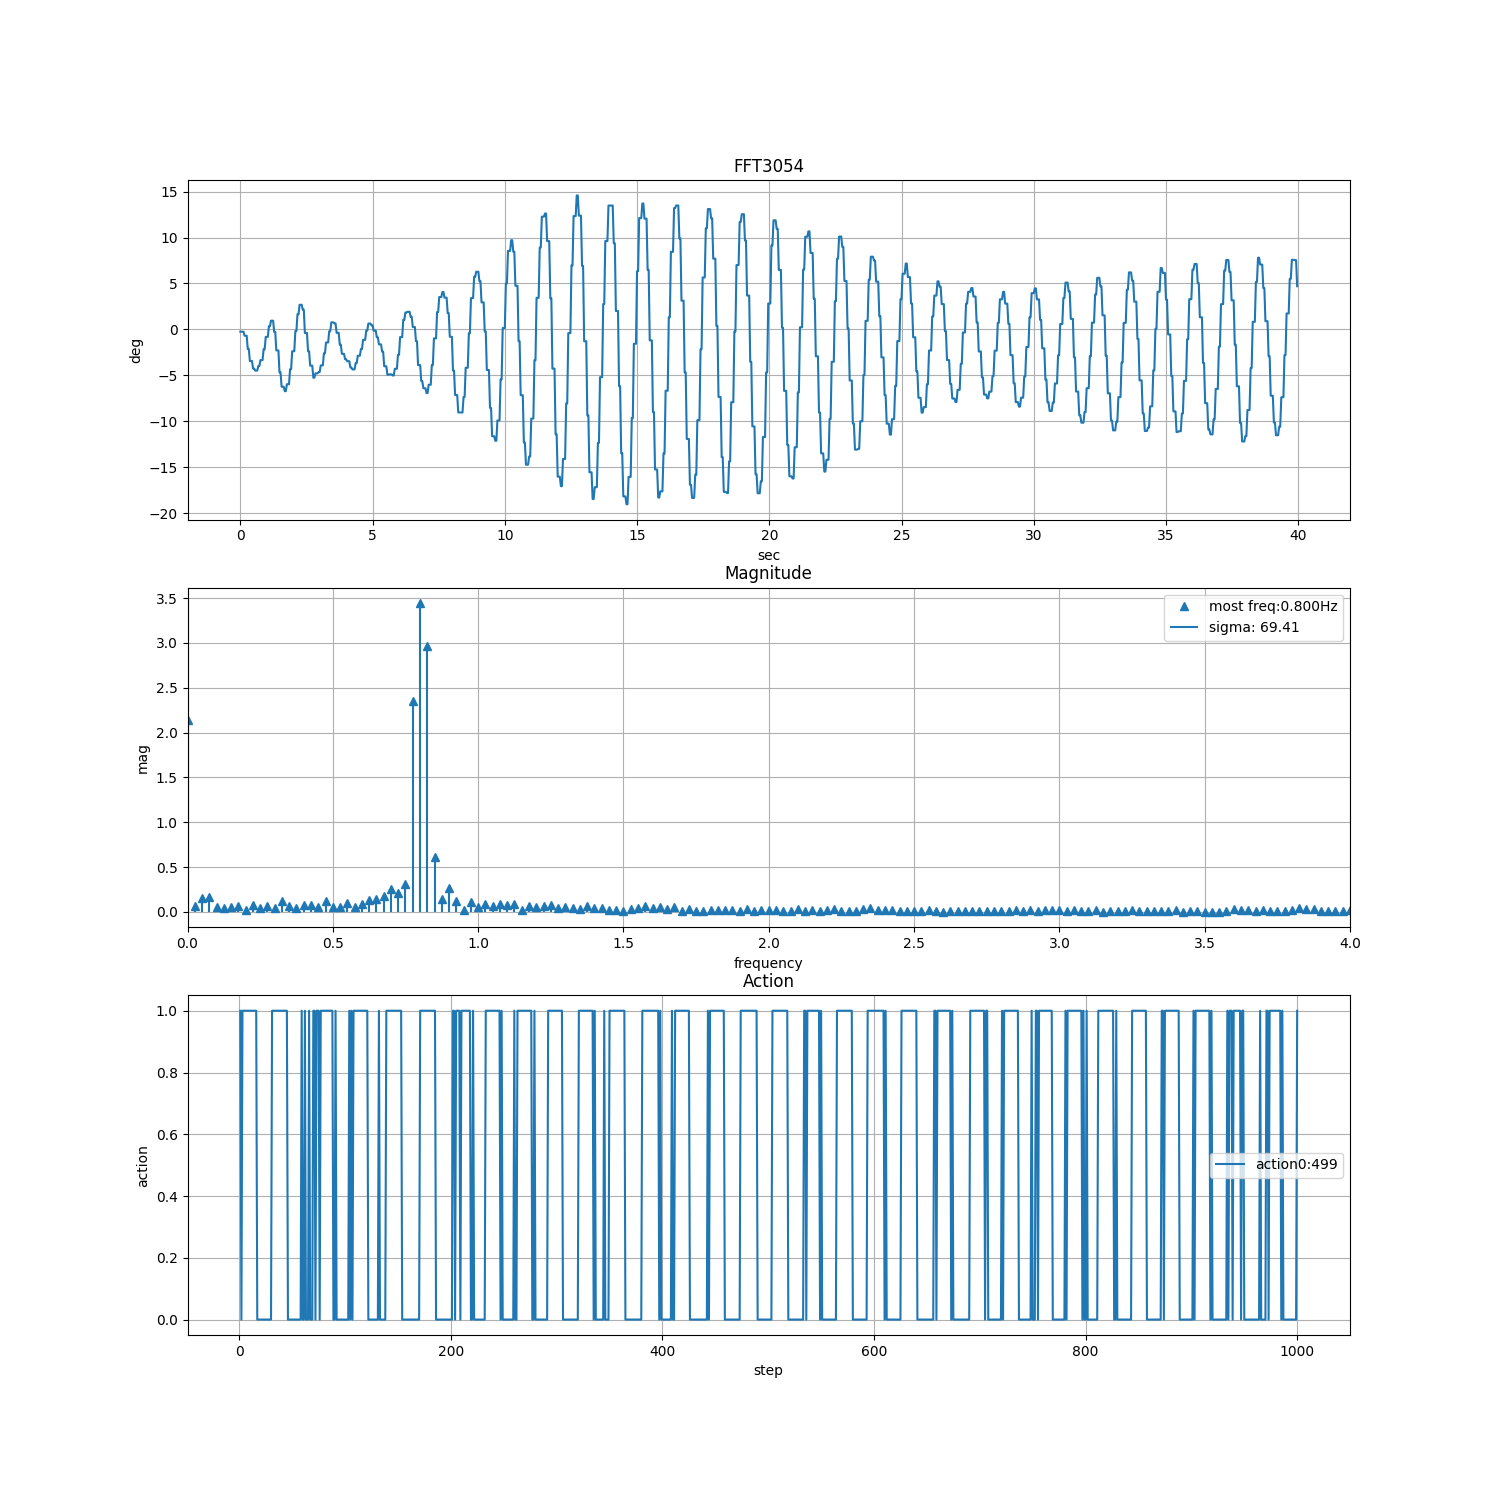 FFT3054
15
10
5
0
−5
−10
−15
−20
deg
0 5 10 15 20 25 30 35 40
sec
Magnitude
3.5
3.0
2.5
2.0
1.5
1.0
0.5
0.0
mag
most freq:0.800Hz
sigma: 69.41
0.0 0.5 1.0 1.5 2.0 2.5 3.0 3.5 4.0
frequency
Action
1.0
0.8
0.6
0.4
0.2
0.0
action
action0:499
0 200 400 600 800 1000
step